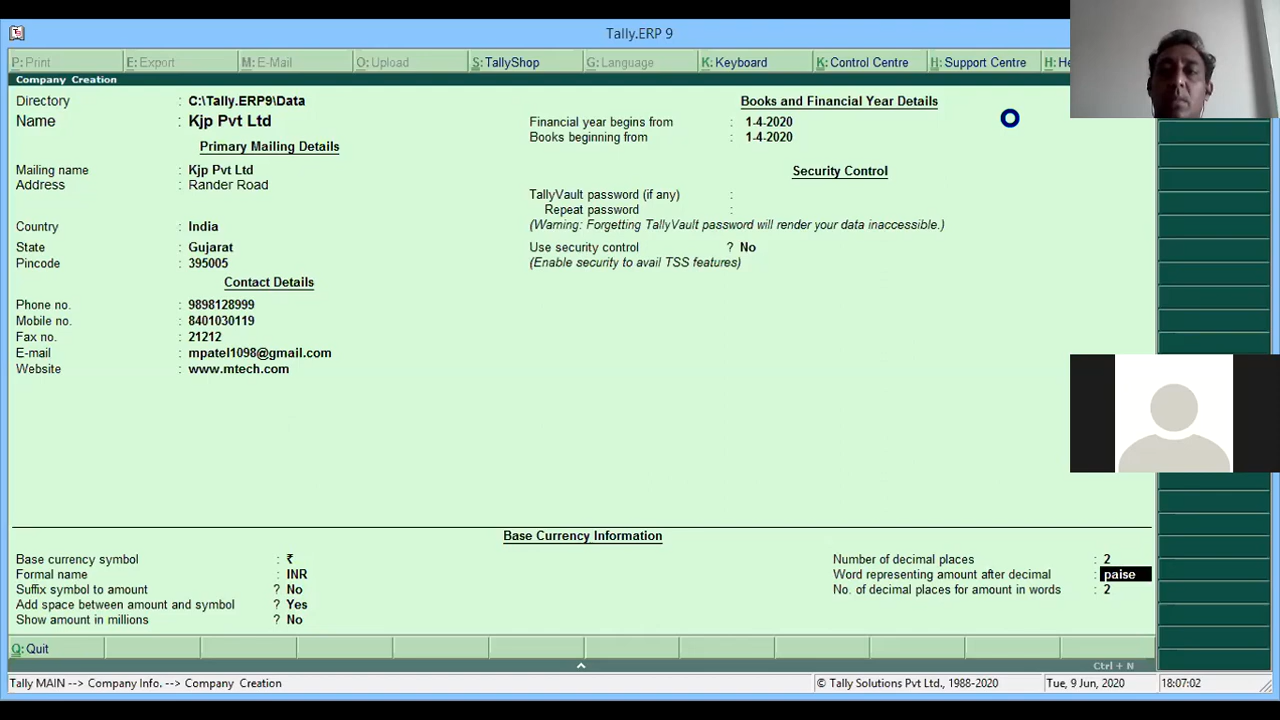 Tally.ERP 9
P: Print E: Export M: E-Mail O: Upload S: TallyShop G: Language K: Keyboard K: Control Centre H: Support Centre H: He
Company Creation
Directory : C:\Tally.ERP9\Data
Name : Kjp Pvt Ltd
Primary Mailing Details
Mailing name : Kjp Pvt Ltd
Address : Rander Road
Country : India
State : Gujarat
Pincode : 395005
Contact Details
Phone no. : 9898128999
Mobile no. : 8401030119
Fax no. : 21212
E-mail : mpatel1098@gmail.com
Website : www.mtech.com
Books and Financial Year Details
Financial year begins from : 1-4-2020
Books beginning from : 1-4-2020
Security Control
TallyVault password (if any) :
Repeat password :
(Warning: Forgetting TallyVault password will render your data inaccessible.)
Use security control ? No
(Enable security to avail TSS features)
Base Currency Information
Base currency symbol : ₹
Formal name : INR
Suffix symbol to amount ? No
Add space between amount and symbol ? Yes
Show amount in millions ? No
Number of decimal places : 2
Word representing amount after decimal : paise
No. of decimal places for amount in words : 2
Q: Quit
Ctrl + N
Tally MAIN --> Company Info. --> Company Creation
© Tally Solutions Pvt Ltd., 1988-2020
Tue, 9 Jun, 2020
18:07:02